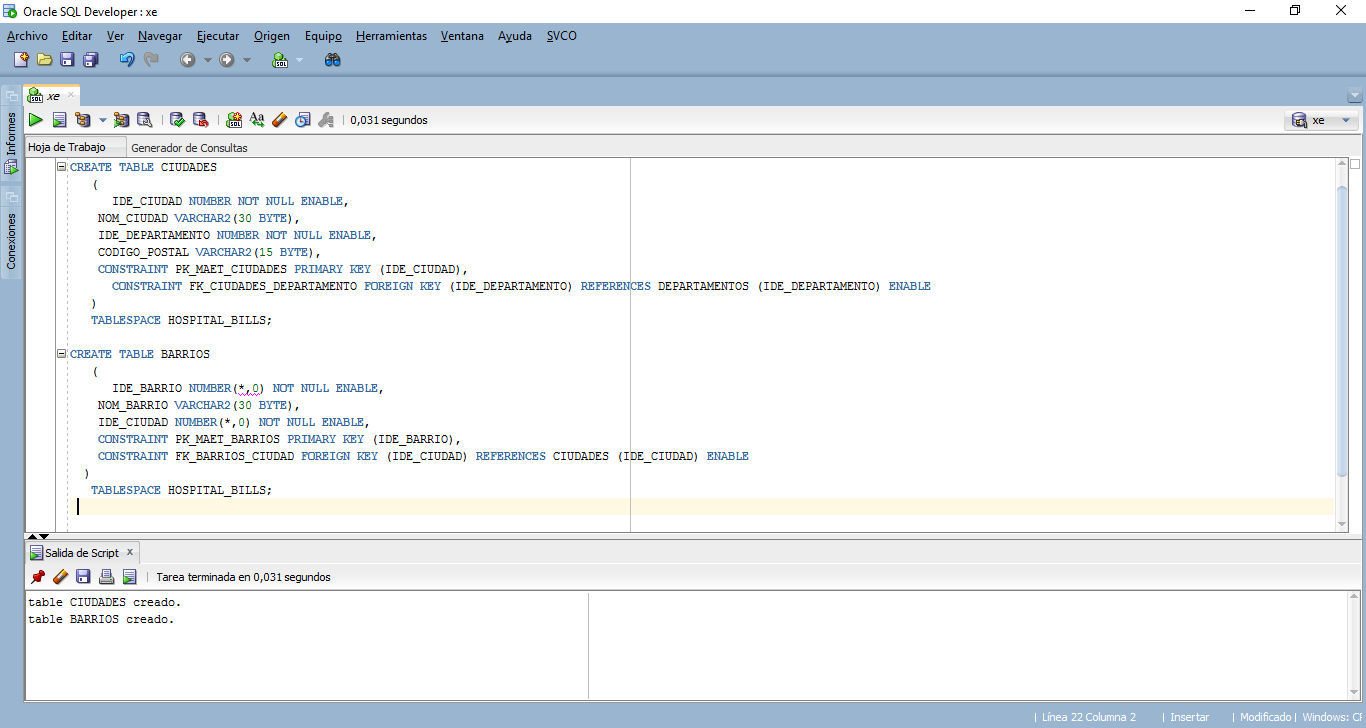 Oracle SQL Developer : xe
Archivo Editar Ver Navegar Ejecutar Origen Equipo Herramientas Ventana Ayuda SVCO
xe
0,031 segundos
xe
Hoja de Trabajo Generador de Consultas
Informes
Conexiones
CREATE TABLE CIUDADES
(
IDE_CIUDAD NUMBER NOT NULL ENABLE,
NOM_CIUDAD VARCHAR2(30 BYTE),
IDE_DEPARTAMENTO NUMBER NOT NULL ENABLE,
CODIGO_POSTAL VARCHAR2(15 BYTE),
CONSTRAINT PK_MAET_CIUDADES PRIMARY KEY (IDE_CIUDAD),
CONSTRAINT FK_CIUDADES_DEPARTAMENTO FOREIGN KEY (IDE_DEPARTAMENTO) REFERENCES DEPARTAMENTOS (IDE_DEPARTAMENTO) ENABLE
)
TABLESPACE HOSPITAL_BILLS;
CREATE TABLE BARRIOS
(
IDE_BARRIO NUMBER(*,0) NOT NULL ENABLE,
NOM_BARRIO VARCHAR2(30 BYTE),
IDE_CIUDAD NUMBER(*,0) NOT NULL ENABLE,
CONSTRAINT PK_MAET_BARRIOS PRIMARY KEY (IDE_BARRIO),
CONSTRAINT FK_BARRIOS_CIUDAD FOREIGN KEY (IDE_CIUDAD) REFERENCES CIUDADES (IDE_CIUDAD) ENABLE
)
TABLESPACE HOSPITAL_BILLS;
Salida de Script x
Tarea terminada en 0,031 segundos
table CIUDADES creado.
table BARRIOS creado.
| Línea 22 Columna 2 | Insertar | Modificado | Windows: CF